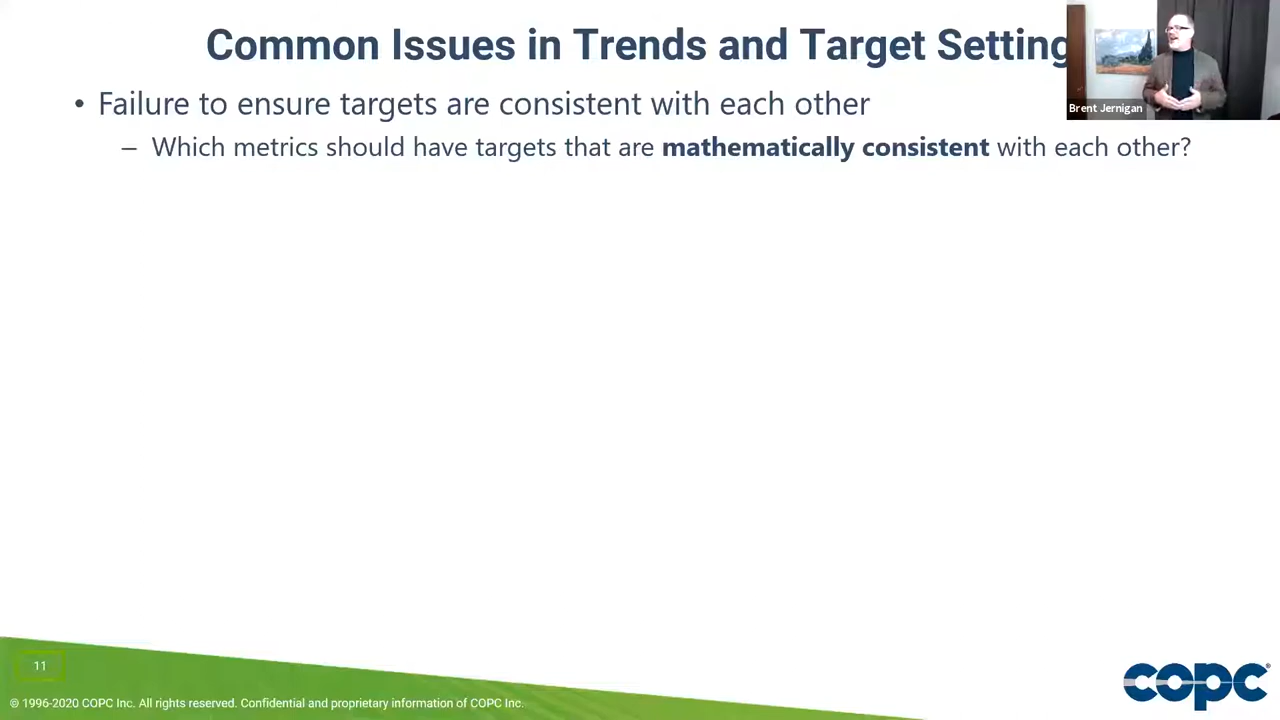 Common Issues in Trends and Target Setting
Brent Jernigan
• Failure to ensure targets are consistent with each other
– Which metrics should have targets that are mathematically consistent with each other?
11
© 1996-2020 COPC Inc. All rights reserved. Confidential and proprietary information of COPC Inc.
copc®